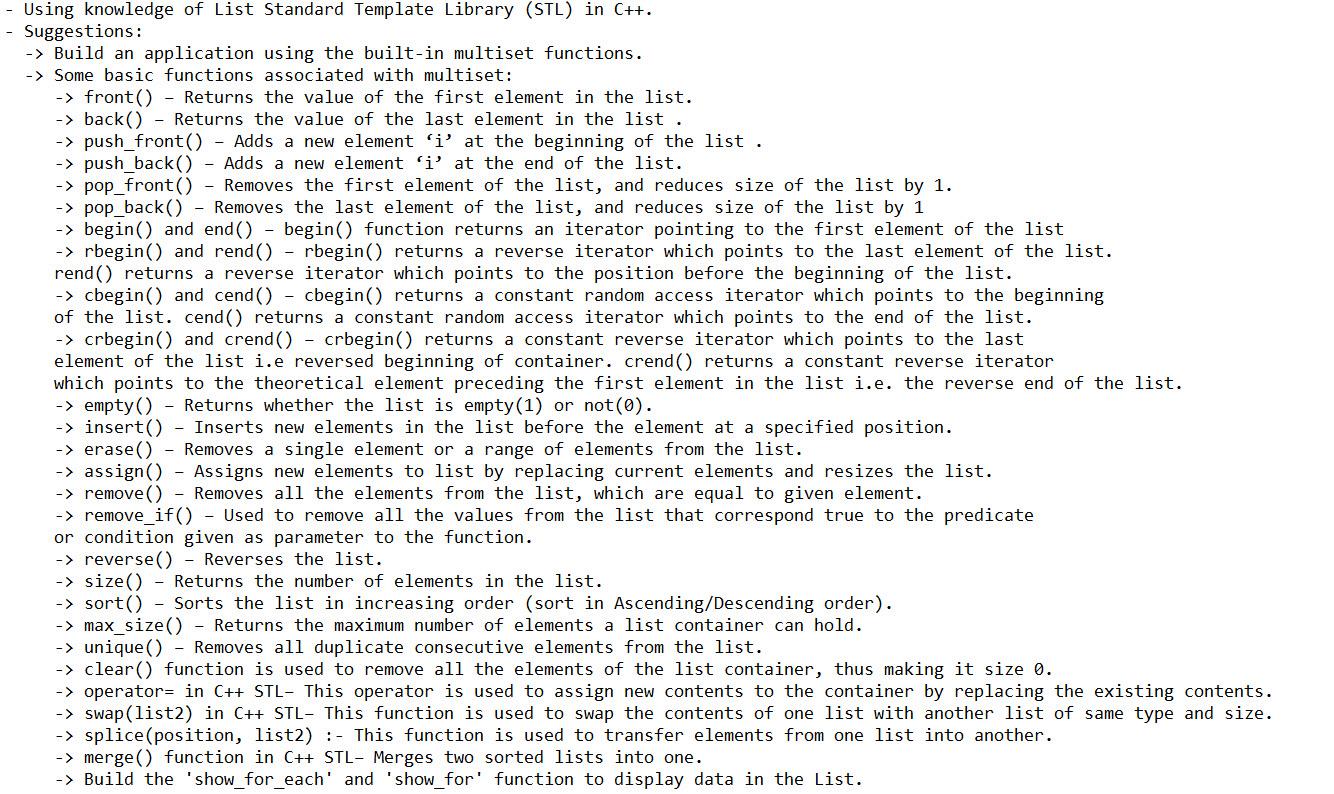 - Using knowledge of List Standard Template Library (STL) in C++.
- Suggestions:
-> Build an application using the built-in multiset functions.
-> Some basic functions associated with multiset:
-> front() – Returns the value of the first element in the list.
-> back() – Returns the value of the last element in the list .
-> push_front() – Adds a new element ‘i’ at the beginning of the list .
-> push_back() – Adds a new element ‘i’ at the end of the list.
-> pop_front() – Removes the first element of the list, and reduces size of the list by 1.
-> pop_back() – Removes the last element of the list, and reduces size of the list by 1
-> begin() and end() – begin() function returns an iterator pointing to the first element of the list
-> rbegin() and rend() – rbegin() returns a reverse iterator which points to the last element of the list.
rend() returns a reverse iterator which points to the position before the beginning of the list.
-> cbegin() and cend() – cbegin() returns a constant random access iterator which points to the beginning
of the list. cend() returns a constant random access iterator which points to the end of the list.
-> crbegin() and crend() – crbegin() returns a constant reverse iterator which points to the last
element of the list i.e reversed beginning of container. crend() returns a constant reverse iterator
which points to the theoretical element preceding the first element in the list i.e. the reverse end of the list.
-> empty() – Returns whether the list is empty(1) or not(0).
-> insert() – Inserts new elements in the list before the element at a specified position.
-> erase() – Removes a single element or a range of elements from the list.
-> assign() – Assigns new elements to list by replacing current elements and resizes the list.
-> remove() – Removes all the elements from the list, which are equal to given element.
-> remove_if() – Used to remove all the values from the list that correspond true to the predicate
or condition given as parameter to the function.
-> reverse() – Reverses the list.
-> size() – Returns the number of elements in the list.
-> sort() – Sorts the list in increasing order (sort in Ascending/Descending order).
-> max_size() – Returns the maximum number of elements a list container can hold.
-> unique() – Removes all duplicate consecutive elements from the list.
-> clear() function is used to remove all the elements of the list container, thus making it size 0.
-> operator= in C++ STL– This operator is used to assign new contents to the container by replacing the existing contents.
-> swap(list2) in C++ STL– This function is used to swap the contents of one list with another list of same type and size.
-> splice(position, list2) :- This function is used to transfer elements from one list into another.
-> merge() function in C++ STL– Merges two sorted lists into one.
-> Build the 'show_for_each' and 'show_for' function to display data in the List.